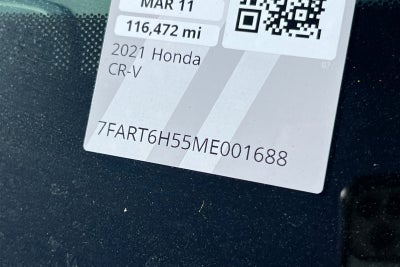 MAR 11
116,472 mi
2021 Honda
CR-V
7FART6H55ME001688